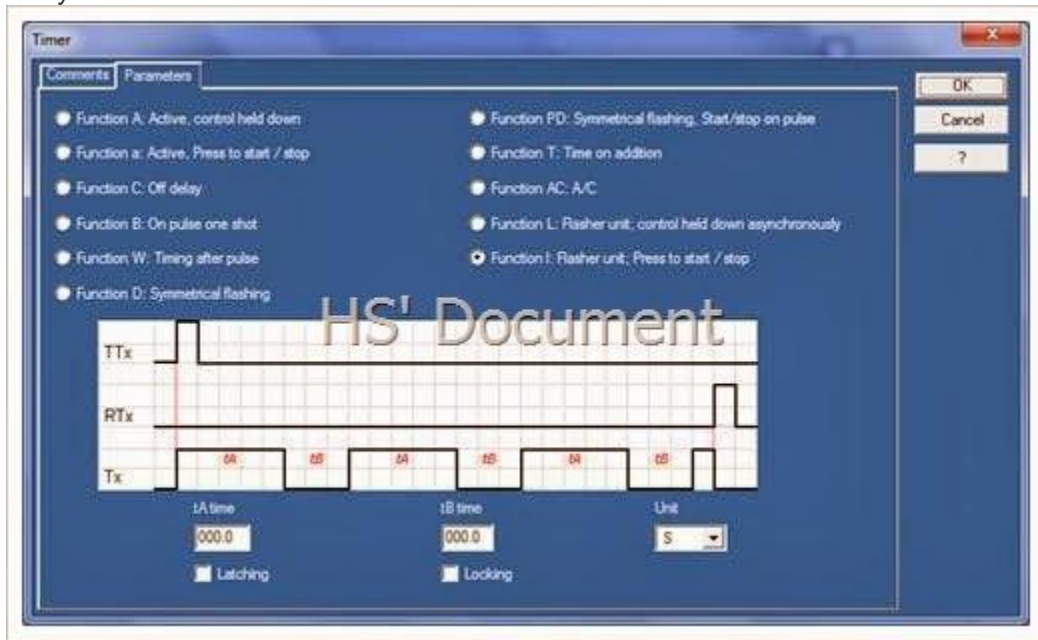 Timer
Comments Parameters
OK
Cancel
?
Function A: Active, control held down
Function a: Active, Press to start / stop
Function C: Off delay
Function B: On pulse one shot
Function W: Timing after pulse
Function D: Symmetrical flashing
Function PD: Symmetrical flashing, Start/stop on pulse
Function T: Time on addition
Function AC: A/C
Function L: Flasher unit; control held down asynchronously
Function l: Flasher unit; Press to start / stop
HS' Document
TTx
RTx
Tx
tA tB tA tB tA tB
tA time tB time Unit
000.0 000.0 S
Latching Locking